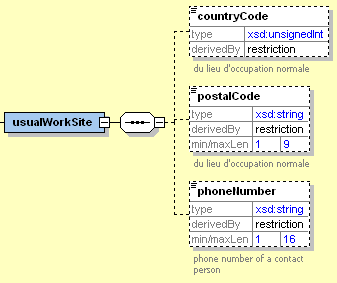 countryCode
type xsd:unsignedInt
derivedBy restriction
du lieu d'occupation normale
usualWorkSite
postalCode
type xsd:string
derivedBy restriction
min/maxLen 1 9
du lieu d'occupation normale
phoneNumber
type xsd:string
derivedBy restriction
min/maxLen 1 16
phone number of a contact
person